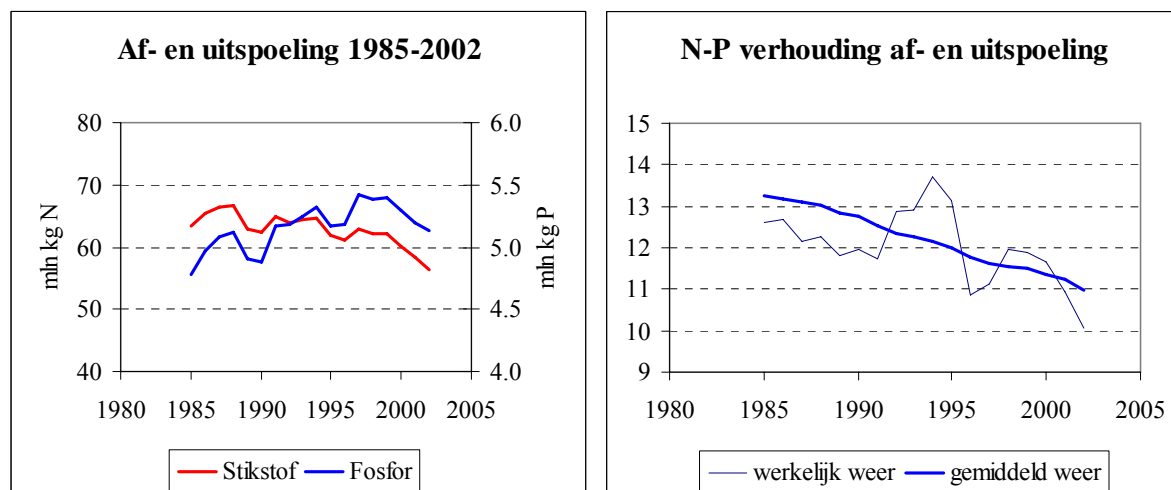 Af- en uitspoeling 1985-2002
mln kg N
80
70
60
50
40
6.0
5.5
5.0
4.5
4.0
mln kg P
1980 1985 1990 1995 2000 2005
Stikstof Fosfor
N-P verhouding af- en uitspoeling
15
14
13
12
11
10
9
1980 1985 1990 1995 2000 2005
werkelijk weer gemiddeld weer